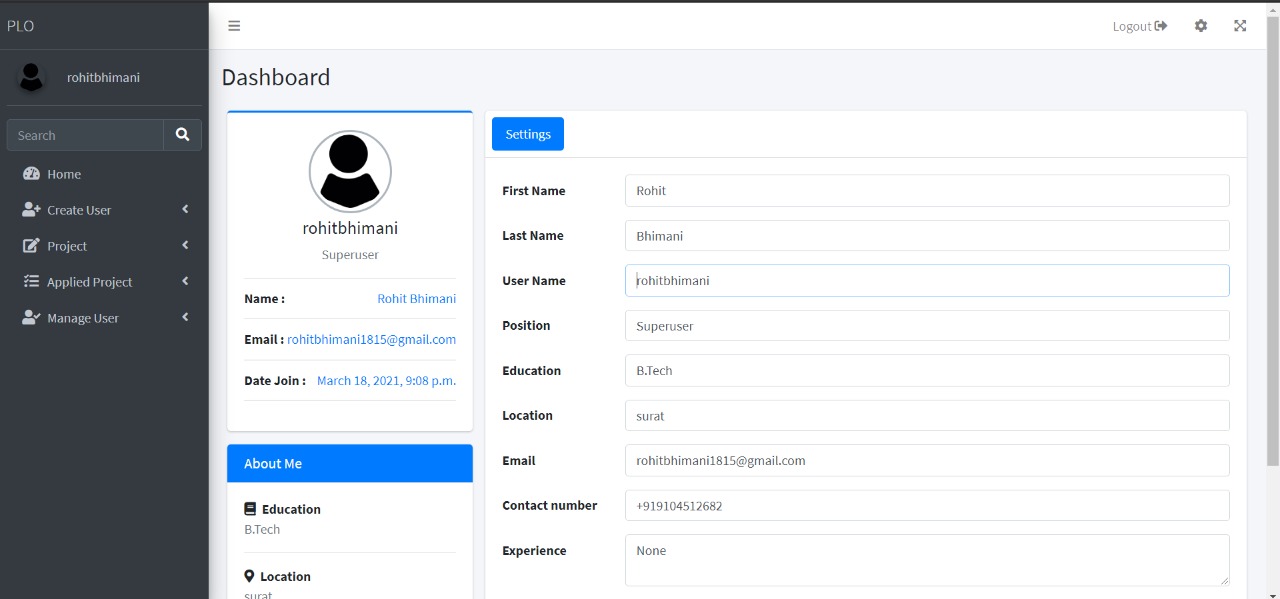 PLO
rohitbhimani
Search
Home
Create User
Project
Applied Project
Manage User
Logout
Dashboard
rohitbhimani
Superuser
Name : Rohit Bhimani
Email : rohitbhimani1815@gmail.com
Date Join : March 18, 2021, 9:08 p.m.
About Me
Education
B.Tech
Location
surat
Settings
First Name Rohit
Last Name Bhimani
User Name rohitbhimani
Position Superuser
Education B.Tech
Location surat
Email rohitbhimani1815@gmail.com
Contact number +919104512682
Experience None